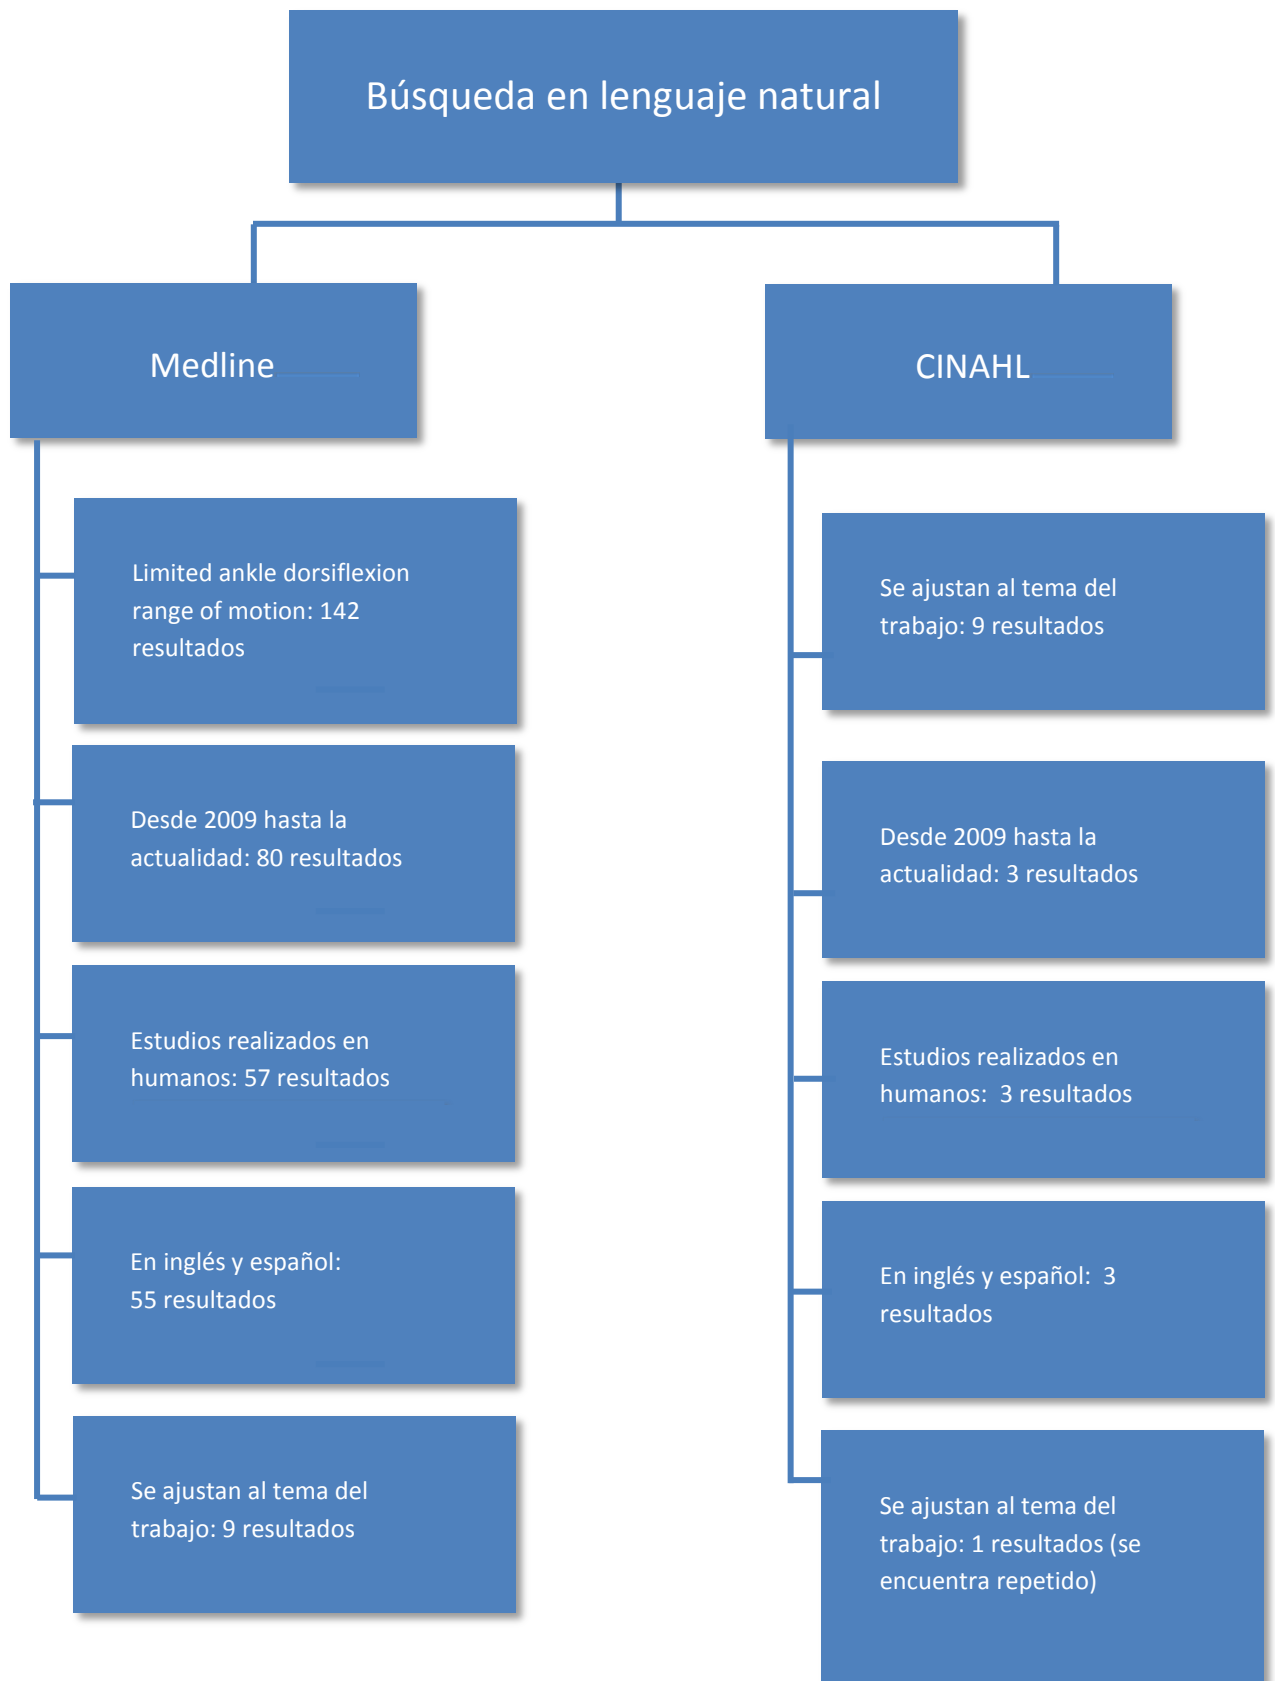 Búsqueda en lenguaje natural
Medline
Limited ankle dorsiflexion
range of motion: 142
resultados
Desde 2009 hasta la
actualidad: 80 resultados
Estudios realizados en
humanos: 57 resultados
En inglés y español:
55 resultados
Se ajustan al tema del
trabajo: 9 resultados
CINAHL
Se ajustan al tema del
trabajo: 9 resultados
Desde 2009 hasta la
actualidad: 3 resultados
Estudios realizados en
humanos:  3 resultados
En inglés y español:  3
resultados
Se ajustan al tema del
trabajo: 1 resultados (se
encuentra repetido)